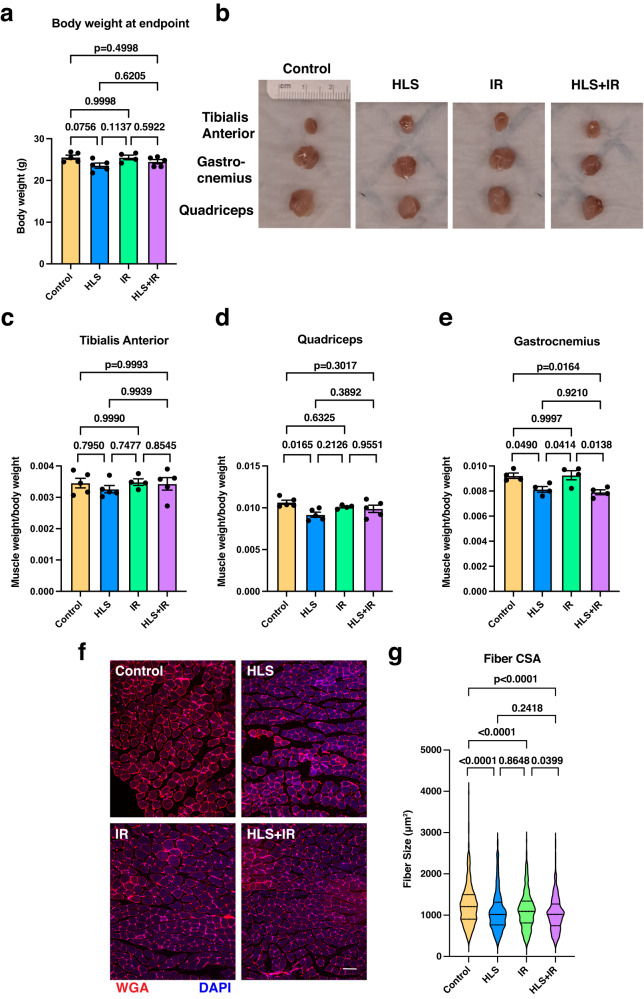 a
Body weight at endpoint
p=0.4998
0.6205
0.9998
0.0756 0.1137 0.5922
30
20
10
0
Body weight (g)
Control
HLS
IR
HLS+IR
b
Control
HLS
IR
HLS+IR
cm 1 2
Tibialis
Anterior
Gastro-
cnemius
Quadriceps
c
Tibialis Anterior
p=0.9993
0.9939
0.9990
0.7950 0.7477 0.8545
0.004
0.003
0.002
0.001
0.000
Muscle weight/body weight
Control
HLS
IR
HLS+IR
d
Quadriceps
p=0.3017
0.3892
0.6325
0.0165 0.2126 0.9551
0.015
0.010
0.005
0.000
Muscle weight/body weight
Control
HLS
IR
HLS+IR
e
Gastrocnemius
p=0.0164
0.9210
0.9997
0.0490 0.0414 0.0138
0.010
0.008
0.006
0.004
0.002
0.000
Muscle weight/body weight
Control
HLS
IR
HLS+IR
f
Control
HLS
IR
HLS+IR
WGA
DAPI
g
Fiber CSA
p<0.0001
0.2418
<0.0001
<0.0001 0.8648 0.0399
5000
4000
3000
2000
1000
0
Fiber Size (μm²)
Control
HLS
IR
HLS+IR